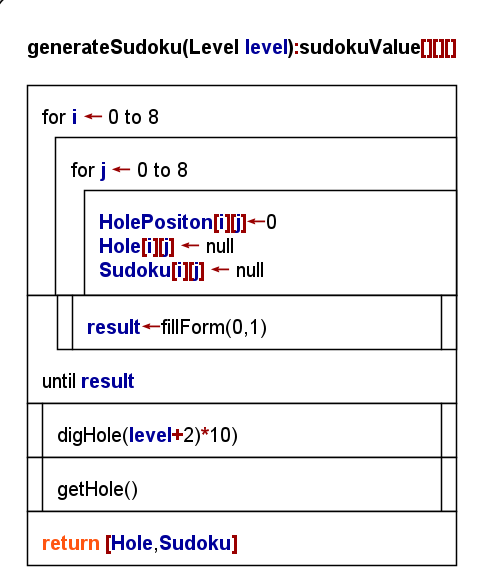 generateSudoku(Level level):sudokuValue[][][]
for i ← 0 to 8
for j ← 0 to 8
HolePositon[i][j]←0
Hole[i][j] ← null
Sudoku[i][j] ← null
result←fillForm(0,1)
until result
digHole(level+2)*10)
getHole()
return [Hole,Sudoku]